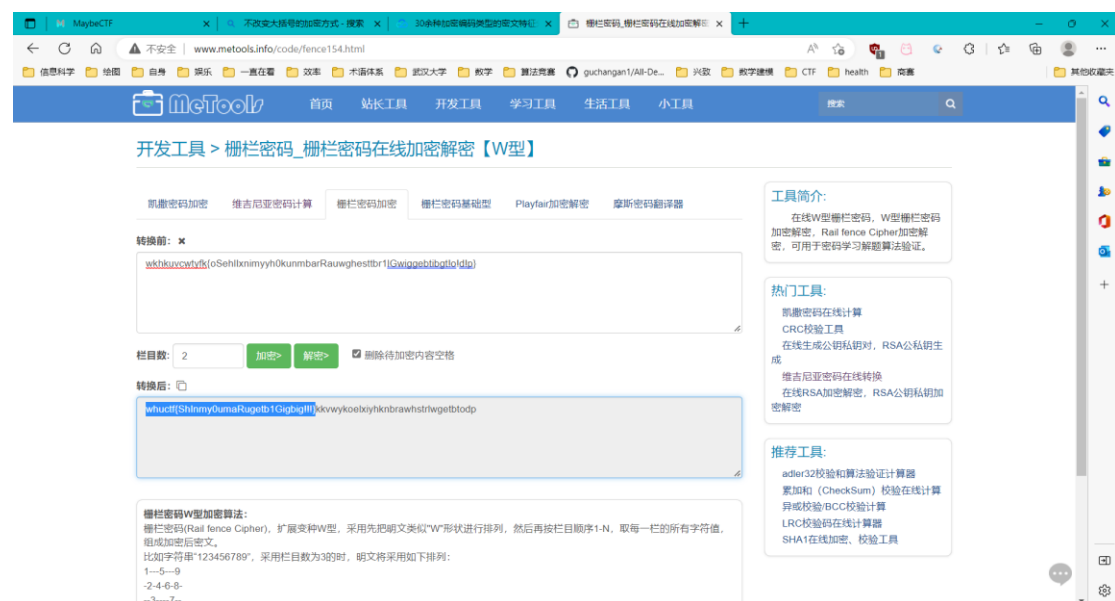 MaybeCTF
不改变大括号的加密方式 - 搜索
30余种加密编码类型的密文特征
栅栏密码_栅栏密码在线加密解密
不安全 | www.metools.info/code/fence154.html
信息科学 绘图 自身 娱乐 一直在看 效率 术语体系 武汉大学 数学 算法竞赛 guchangan1/All-De... 兴致 数学建模 CTF health 商赛 其他收藏夹
MeTools 首页 站长工具 开发工具 学习工具 生活工具 小工具 搜索
开发工具 > 栅栏密码_栅栏密码在线加密解密【W型】
凯撒密码加密 维吉尼亚密码计算 栅栏密码加密 栅栏密码基础型 Playfair加密解密 摩斯密码翻译器
转换前: ×
栏目数: 2 加密> 解密> 删除待加密内容空格
转换后:
栅栏密码W型加密算法:
栅栏密码(Rail fence Cipher)，扩展变种W型，采用先把明文类似"W"形状进行排列，然后再按栏目顺序1-N，取每一栏的所有字符值，
组成加密后密文。
比如字符串"123456789"，采用栏目数为3的时，明文将采用如下排列:
1---5---9
-2-4-6-8-
--3----7--
工具简介:
在线W型栅栏密码，W型栅栏密码
加密解密，Rail fence Cipher加密解
密，可用于密码学习解题算法验证。
热门工具:
凯撒密码在线计算
CRC校验工具
在线生成公钥私钥对，RSA公私钥生
成
维吉尼亚密码在线转换
在线RSA加密解密，RSA公钥私钥加
密解密
推荐工具:
adler32校验和算法验证计算器
累加和（CheckSum）校验在线计算
异或校验/BCC校验计算
LRC校验码在线计算器
SHA1在线加密、校验工具